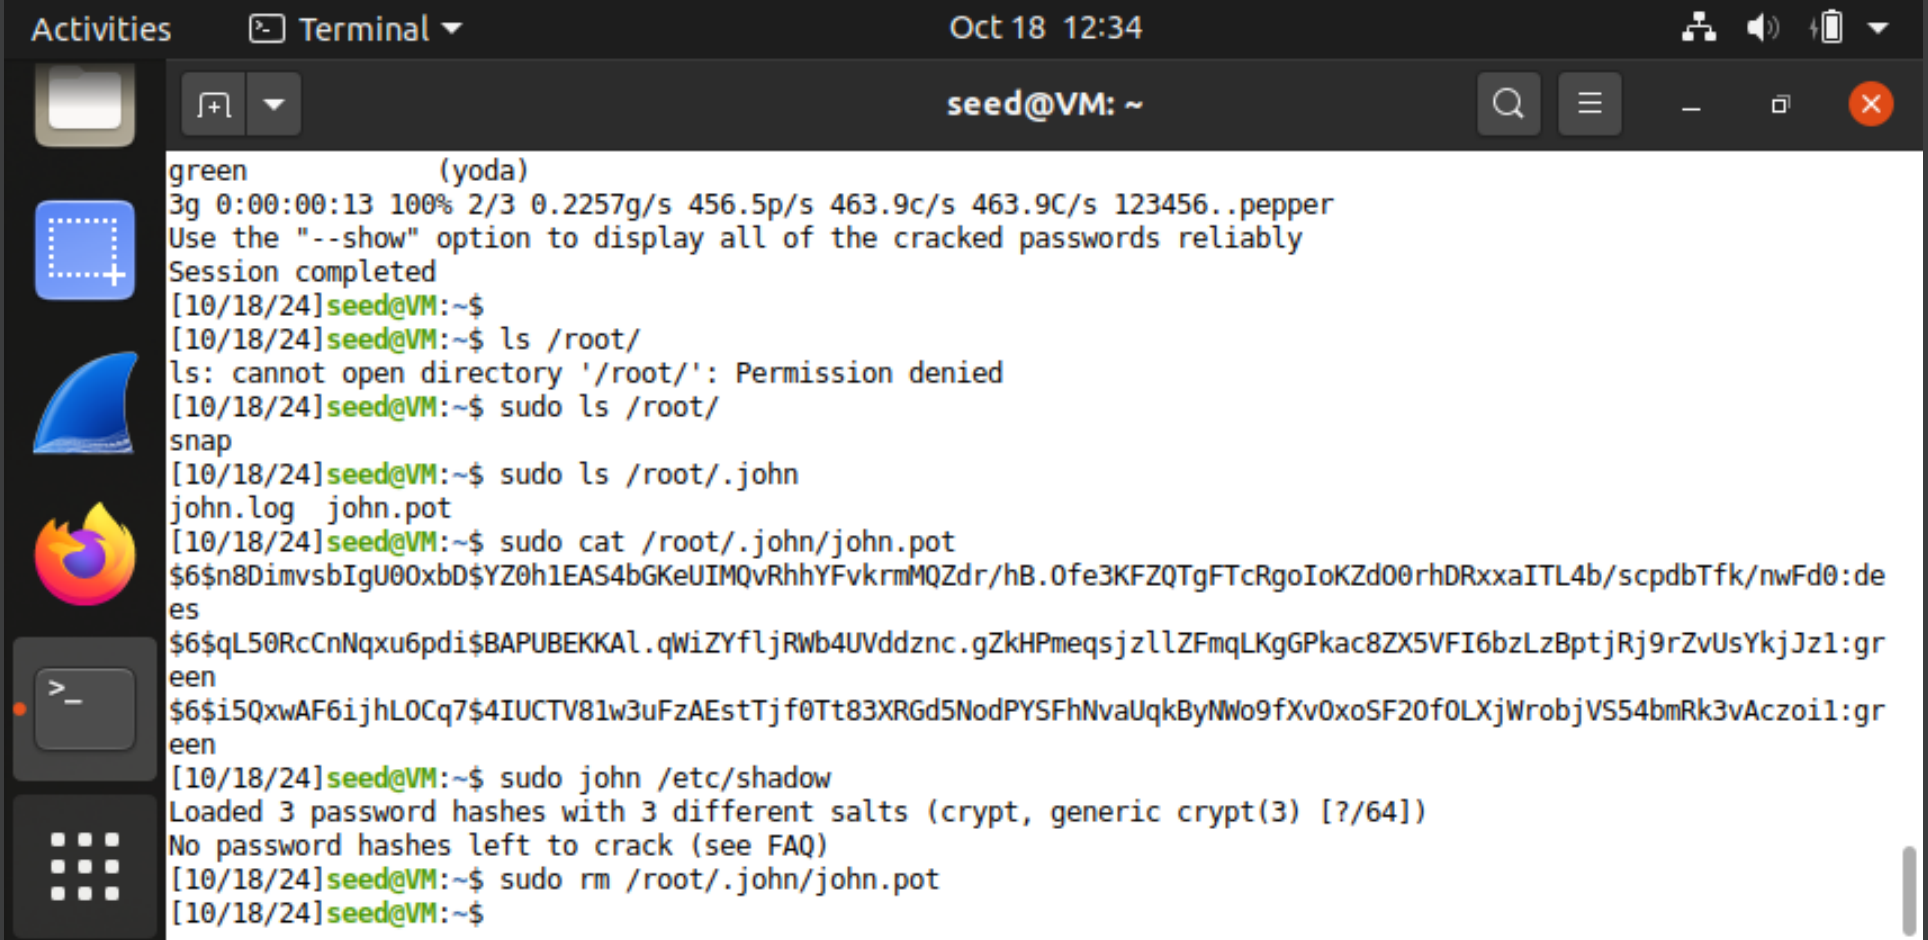 Activities Terminal Oct 18 12:34
seed@VM: ~
green (yoda)
3g 0:00:00:13 100% 2/3 0.2257g/s 456.5p/s 463.9c/s 463.9C/s 123456..pepper
Use the "--show" option to display all of the cracked passwords reliably
Session completed
[10/18/24]seed@VM:~$
[10/18/24]seed@VM:~$ ls /root/
ls: cannot open directory '/root/': Permission denied
[10/18/24]seed@VM:~$ sudo ls /root/
snap
[10/18/24]seed@VM:~$ sudo ls /root/.john
john.log john.pot
[10/18/24]seed@VM:~$ sudo cat /root/.john/john.pot
$6$n8DimvsbIgU0OxbD$YZ0h1EAS4bGKeUIMQvRhhYFvkrmMQZdr/hB.Ofe3KFZQTgFTcRgoIoKZdO0rhDRxxaITL4b/scpdbTfk/nwFd0:de
es
$6$qL50RcCnNqxu6pdi$BAPUBEKKAl.qWiZYfljRWb4UVddznc.gZkHPmeqsjzllZFmqLKgGPkac8ZX5VFI6bzLzBptjRj9rZvUsYkjJz1:gr
een
$6$i5QxwAF6ijhLOCq7$4IUCTV81w3uFzAEstTjf0Tt83XRGd5NodPYSFhNvaUqkByNWo9fXvOxoSF2OfOLXjWrobjVS54bmRk3vAczoi1:gr
een
[10/18/24]seed@VM:~$ sudo john /etc/shadow
Loaded 3 password hashes with 3 different salts (crypt, generic crypt(3) [?/64])
No password hashes left to crack (see FAQ)
[10/18/24]seed@VM:~$ sudo rm /root/.john/john.pot
[10/18/24]seed@VM:~$